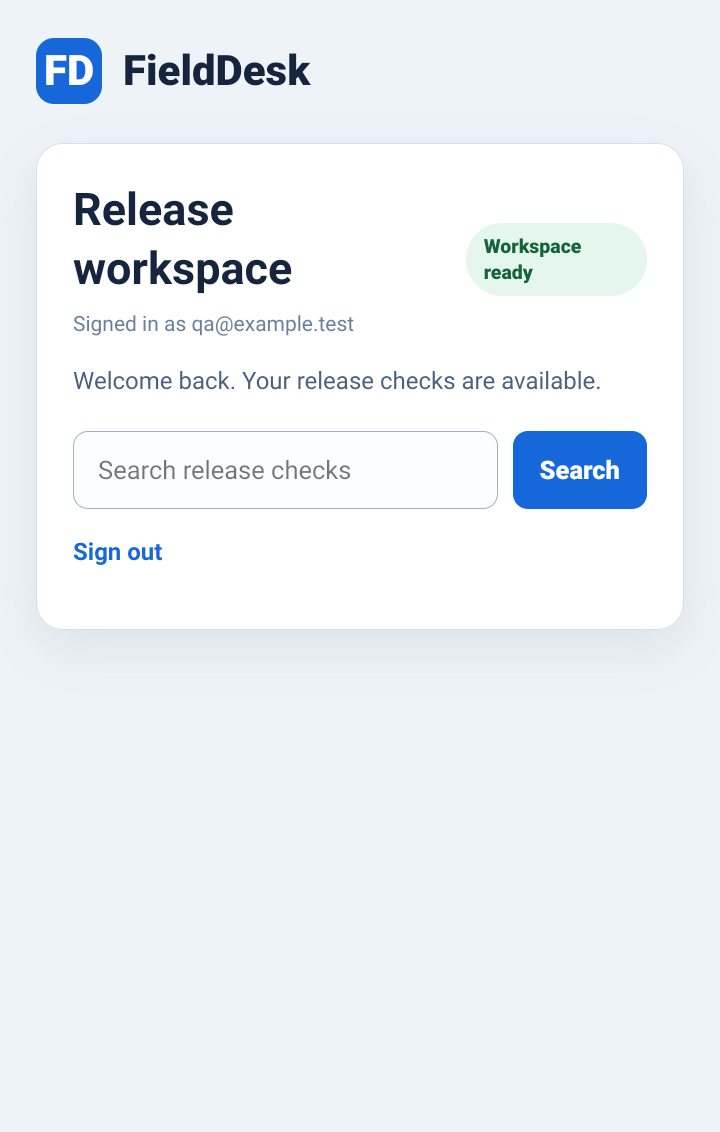 FD
FieldDesk
Release
workspace
Workspace
ready
Signed in as qa@example.test
Welcome back. Your release checks are available.
Search release checks
Search
Sign out